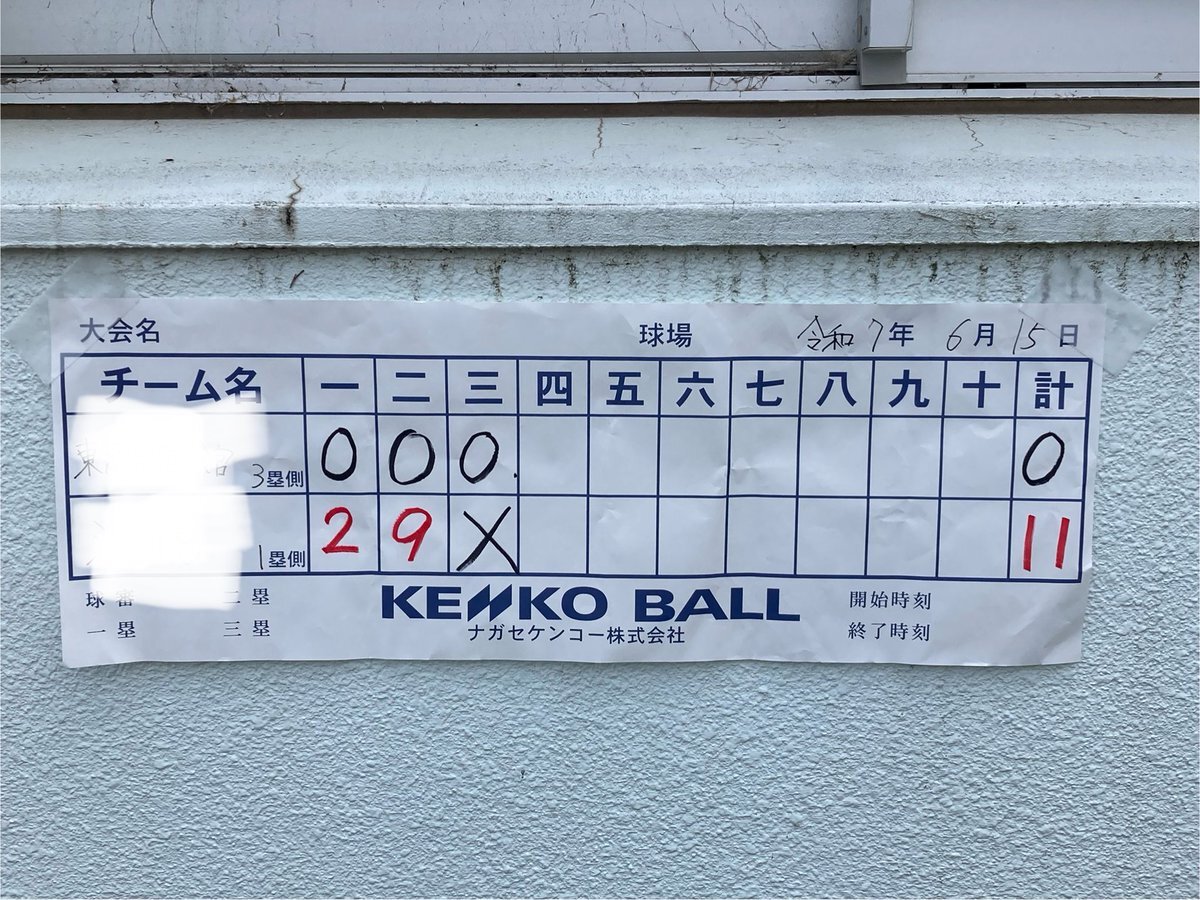 大会名 球場 令和7年 6月15日
チーム名 一 二 三 四 五 六 七 八 九 十 計
東 3塁側 0 0 0 0
1塁側 2 9 X 11
球審 二塁
一塁 三塁
KENKO BALL
ナガセケンコー株式会社
開始時刻
終了時刻